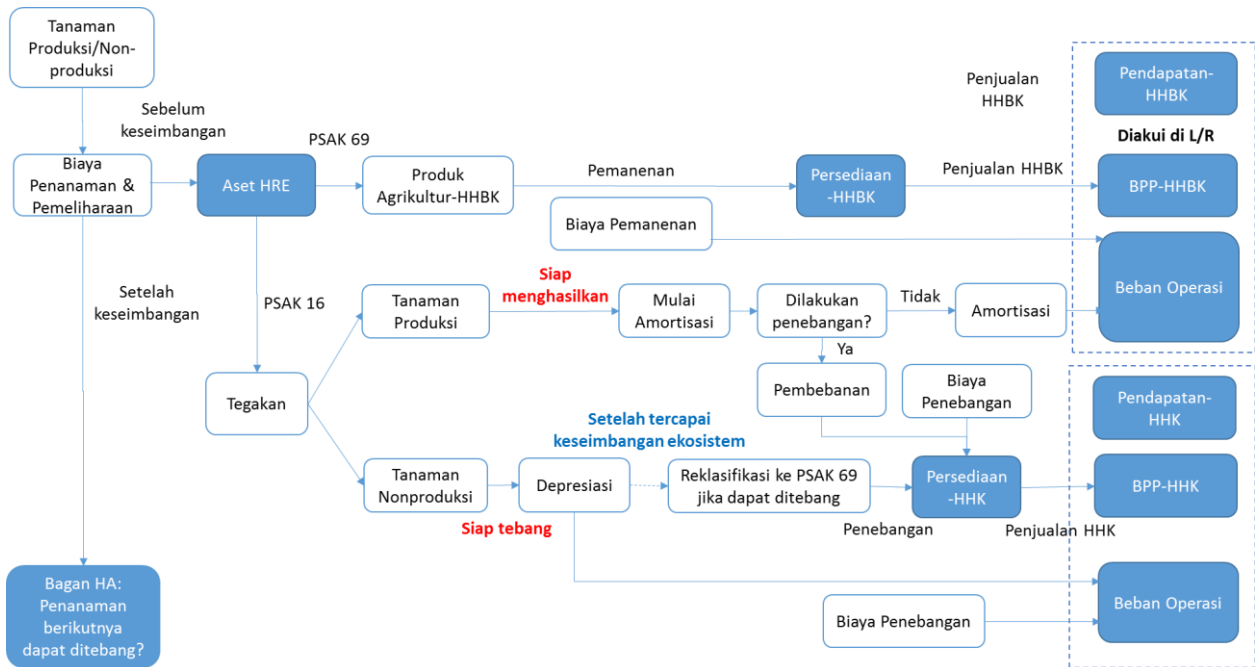 Tanaman
Produksi/Non-
produksi
Sebelum
keseimbangan
PSAK 69
Penjualan
HHBK
Pendapatan-
HHBK
Diakui di L/R
Biaya
Penanaman &
Pemeliharaan
Aset HRE
Produk
Agrikultur-HHBK
Pemanenan
Persediaan
-HHBK
Penjualan HHBK
BPP-HHBK
Biaya Pemanenan
Beban Operasi
Setelah
keseimbangan
PSAK 16
Tanaman
Produksi
Siap
menghasilkan
Mulai
Amortisasi
Dilakukan
penebangan?
Tidak
Amortisasi
Ya
Tegakan
Pembebanan
Biaya
Penebangan
Pendapatan-
HHK
Setelah tercapai
keseimbangan ekosistem
Tanaman
Nonproduksi
Siap tebang
Depresiasi
Reklasifikasi ke PSAK 69
jika dapat ditebang
Penebangan
Persediaan
-HHK
Penjualan HHK
BPP-HHK
Bagan HA:
Penanaman
berikutnya
dapat ditebang?
Biaya Penebangan
Beban Operasi